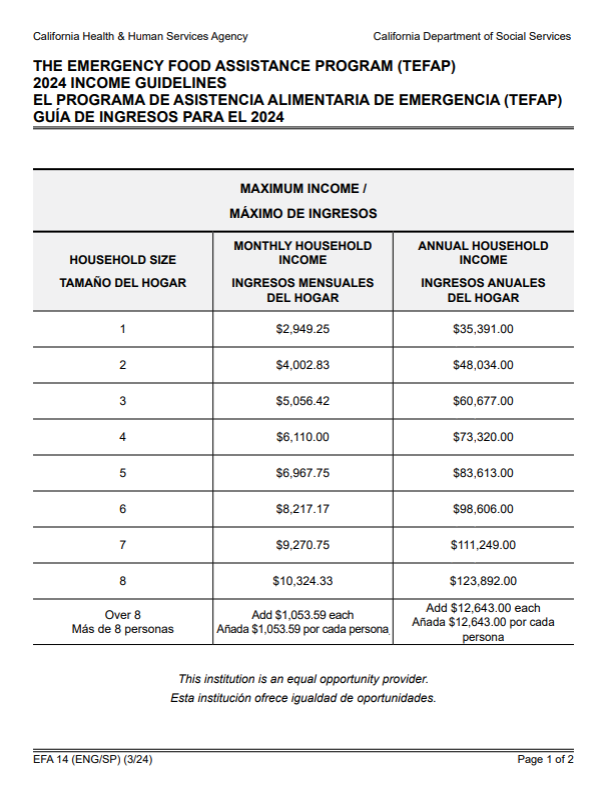 California Health & Human Services Agency
California Department of Social Services
THE EMERGENCY FOOD ASSISTANCE PROGRAM (TEFAP)
2024 INCOME GUIDELINES
EL PROGRAMA DE ASISTENCIA ALIMENTARIA DE EMERGENCIA (TEFAP)
GUÍA DE INGRESOS PARA EL 2024
MAXIMUM INCOME /
MÁXIMO DE INGRESOS
HOUSEHOLD SIZE
TAMAÑO DEL HOGAR
MONTHLY HOUSEHOLD
INCOME
INGRESOS MENSUALES
DEL HOGAR
ANNUAL HOUSEHOLD
INCOME
INGRESOS ANUALES
DEL HOGAR
1 $2,949.25 $35,391.00
2 $4,002.83 $48,034.00
3 $5,056.42 $60,677.00
4 $6,110.00 $73,320.00
5 $6,967.75 $83,613.00
6 $8,217.17 $98,606.00
7 $9,270.75 $111,249.00
8 $10,324.33 $123,892.00
Over 8
Más de 8 personas
Add $1,053.59 each
Añada $1,053.59 por cada persona
Add $12,643.00 each
Añada $12,643.00 por cada
persona
This institution is an equal opportunity provider.
Esta institución ofrece igualdad de oportunidades.
EFA 14 (ENG/SP) (3/24)
Page 1 of 2